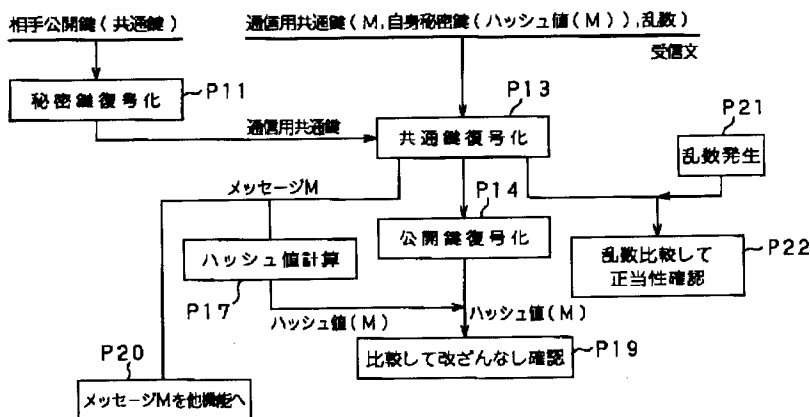 相手公開鍵(共通鍵)
通信用共通鍵(M,自身秘密鍵(ハッシュ値(M)),乱数)
受信文
秘密鍵復号化
P11
通信用共通鍵
P13
共通鍵復号化
P21
乱数発生
メッセージM
P14
公開鍵復号化
ハッシュ値計算
P17
乱数比較して
正当性確認
P22
ハッシュ値(M)
ハッシュ値(M)
P20
比較して改ざんなし確認
P19
メッセージMを他機能へ